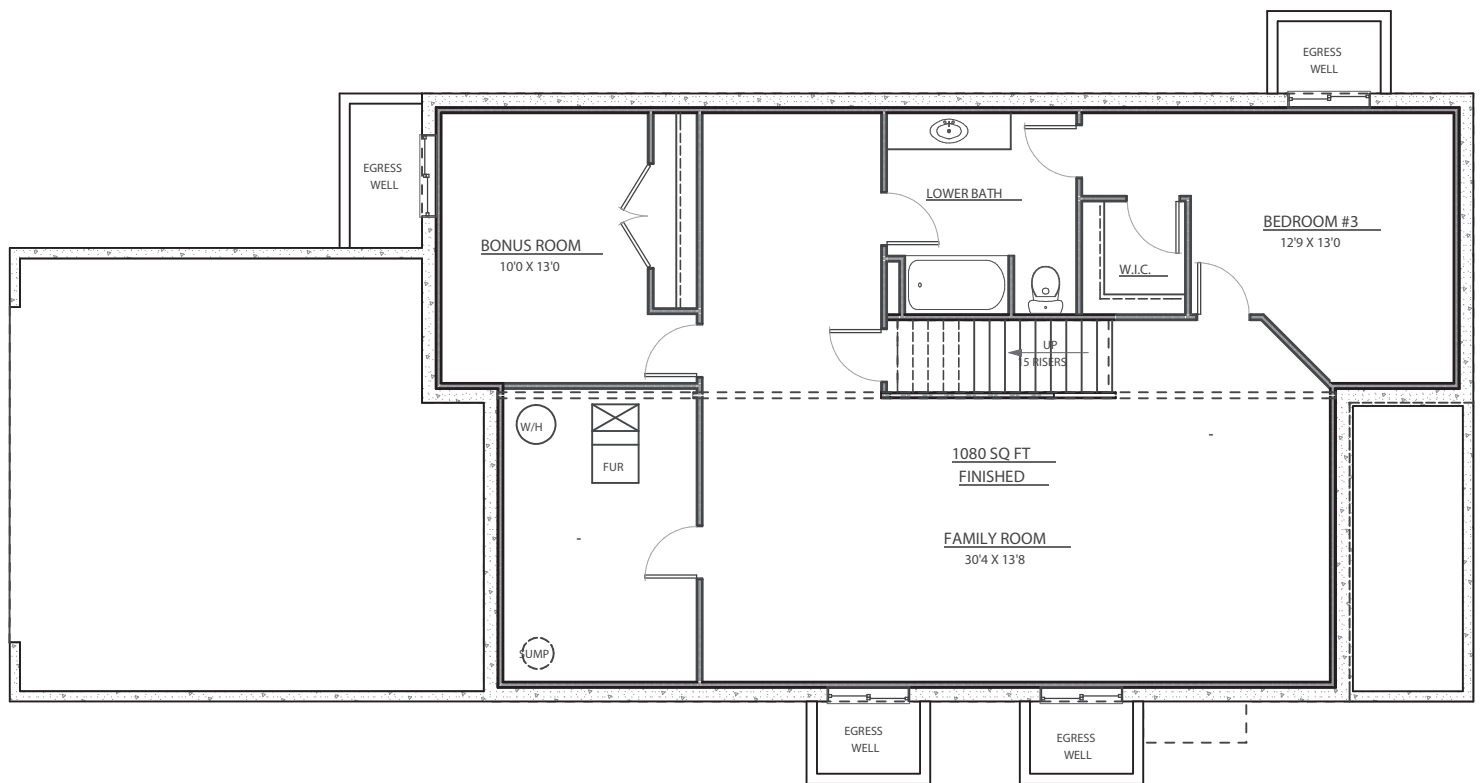 EGRESS
WELL
EGRESS
WELL
LOWER BATH
BEDROOM #3
12'9 X 13'0
BONUS ROOM
10'0 X 13'0
W.I.C.
UP
15 RISERS
W/H
FUR
1080 SQ FT
FINISHED
FAMILY ROOM
30'4 X 13'8
SUMP
EGRESS
WELL
EGRESS
WELL